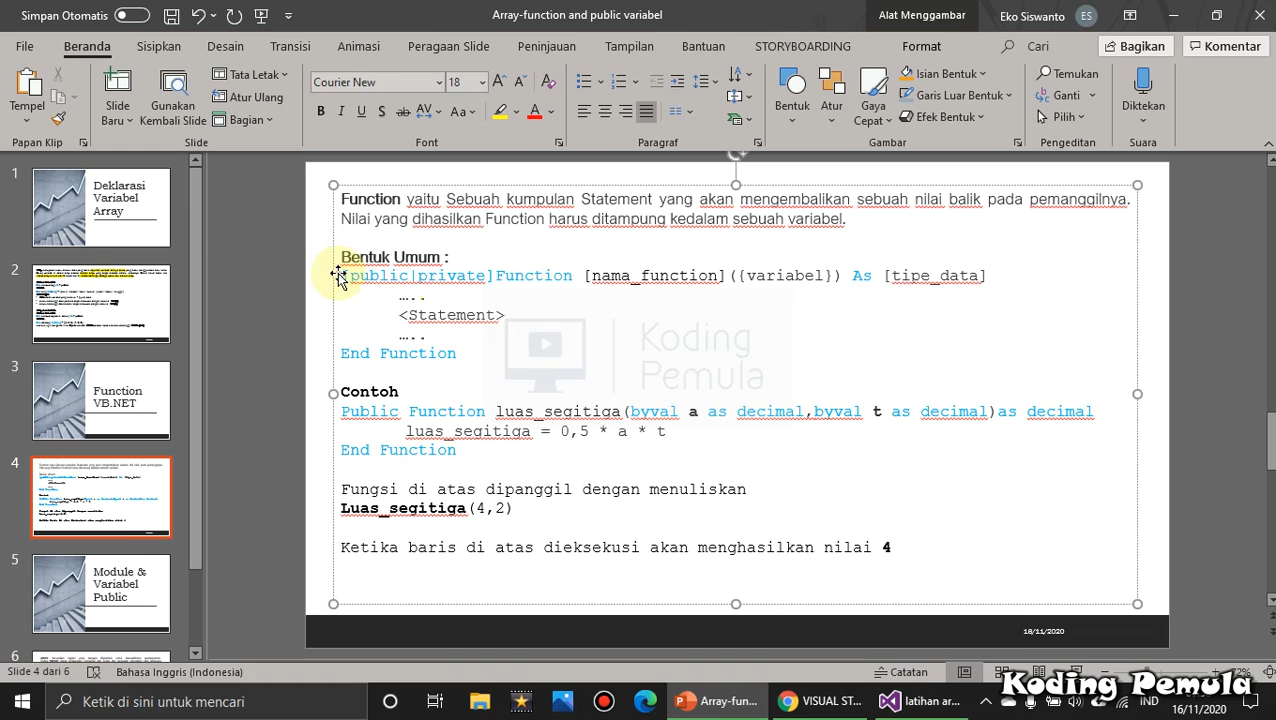 Simpan Otomatis
Array-function and public variabel
Alat Menggambar
Eko Siswanto
ES
File
Beranda
Sisipkan
Desain
Transisi
Animasi
Peragaan Slide
Peninjauan
Tampilan
Bantuan
STORYBOARDING
Format
Cari
Bagikan
Komentar
Tempel
Slide Baru
Gunakan Kembali Slide
Tata Letak
Atur Ulang
Bagian
Courier New
18
Bentuk
Atur
Gaya Cepat
Isian Bentuk
Garis Luar Bentuk
Efek Bentuk
Temukan
Ganti
Pilih
Diktekan
Papan Klip
Slide
Font
Paragraf
Gambar
Pengeditan
Suara
1
Deklarasi
Variabel
Array
2
3
Function
VB.NET
4
5
Module &
Variabel
Public
6
Function yaitu Sebuah kumpulan Statement yang akan mengembalikan sebuah nilai balik pada pemanggilnya.
Nilai yang dihasilkan Function harus ditampung kedalam sebuah variabel.
Bentuk Umum :
[public|private]Function [nama_function]({variabel}) As [tipe_data]
…..
<Statement>
…..
End Function
Contoh
Public Function luas_segitiga(byval a as decimal,byval t as decimal)as decimal
luas_segitiga = 0,5 * a * t
End Function
Fungsi di atas dipanggil dengan menuliskan
Luas_segitiga(4,2)
Ketika baris di atas dieksekusi akan menghasilkan nilai 4
Koding
Pemula
18/11/2020
Slide 4 dari 6
Bahasa Indonesia (Indonesia)
Catatan
72%
Koding Pemula
Ketik di sini untuk mencari
Array-fun...
VISUAL ST...
latihan ar...
IND
16/11/2020